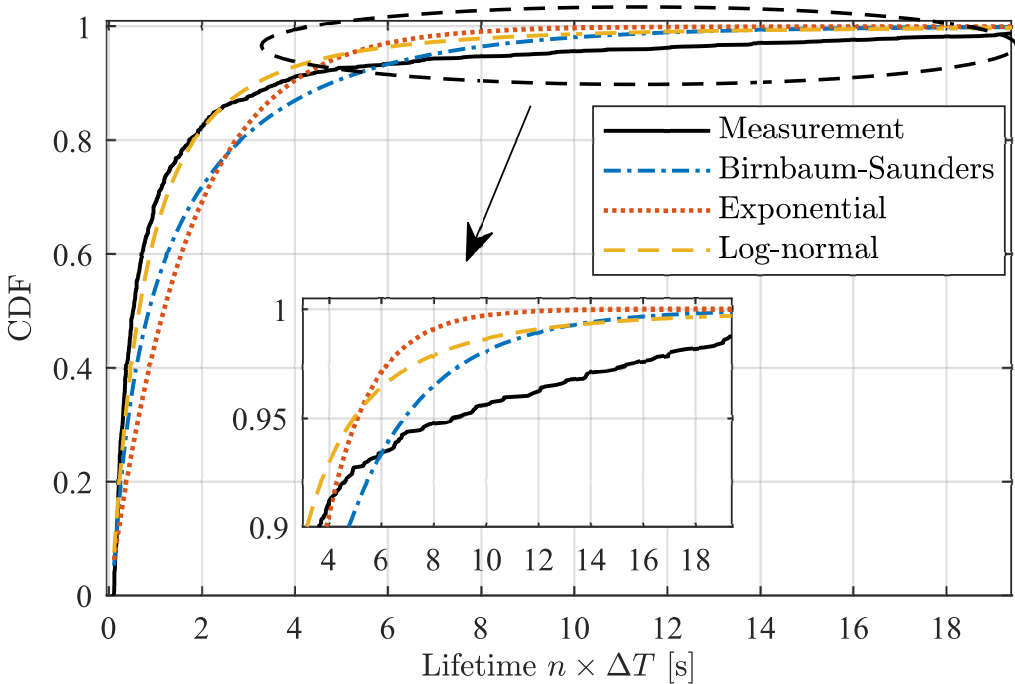 1
0.8
0.6
0.4
0.2
0
CDF
0 2 4 6 8 10 12 14 16 18
Lifetime n × ΔT [s]
Measurement
Birnbaum-Saunders
Exponential
Log-normal
1
0.95
0.9
4 6 8 10 12 14 16 18